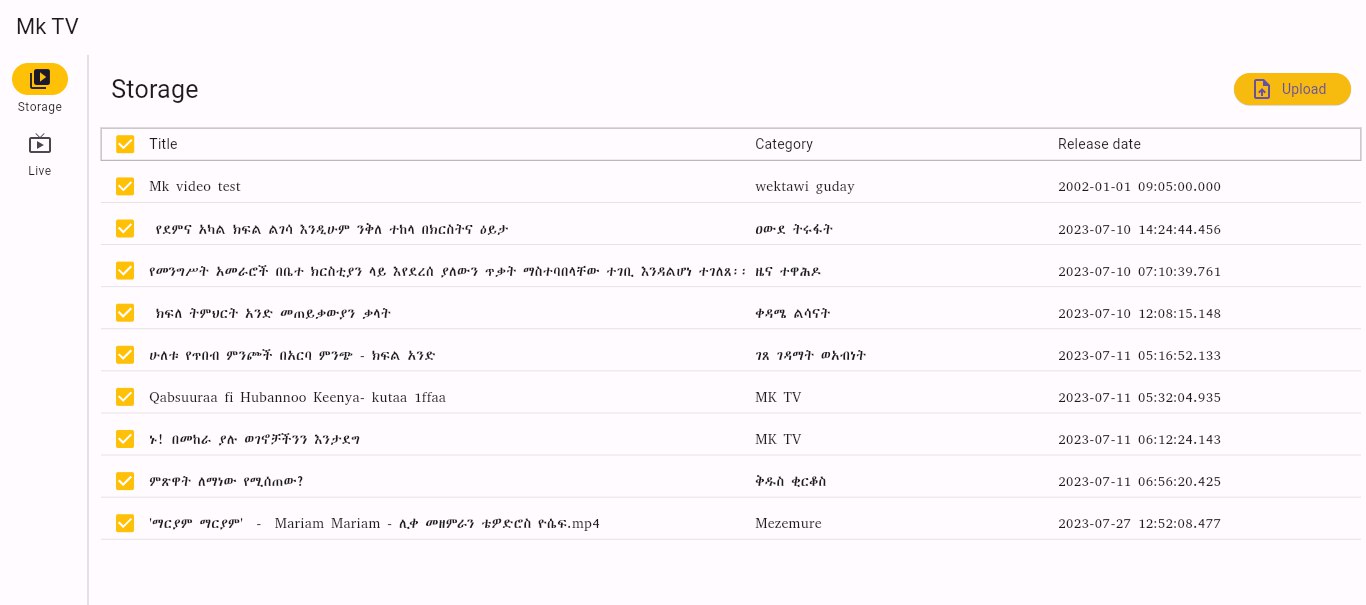 Mk TV
Storage
Live
Storage
Upload
Title Category Release date
Mk video test wektawi guday 2002-01-01 09:05:00.000
የደምና አካል ክፍል ልገሳ እንዲሁም ንቅለ ተከላ በክርስትና ዕይታ ዐውደ ትሩፋት 2023-07-10 14:24:44.456
የመንግሥት አመራሮች በቤተ ክርስቲያን ላይ እየደረሰ ያለውን ጥቃት ማስተባበላቸው ተገቢ እንዳልሆነ ተገለጸ፡፡ ዜና ተዋሕዶ 2023-07-10 07:10:39.761
ክፍለ ትምህርት አንድ መጠይቃውያን ቃላት ቀዳሜ ልሳናት 2023-07-10 12:08:15.148
ሁለቱ የጥበብ ምንጮች በአርባ ምንጭ - ክፍል አንድ ገጸ ገዳማት ወአብነት 2023-07-11 05:16:52.133
Qabsuuraa fi Hubannoo Keenya- kutaa 1ffaa MK TV 2023-07-11 05:32:04.935
ኑ! በመከራ ያሉ ወገኖቻችንን እንታደግ MK TV 2023-07-11 06:12:24.143
ምጽዋት ለማነው የሚሰጠው? ቅዱስ ቂርቆስ 2023-07-11 06:56:20.425
'ማርያም ማርያም' - Mariam Mariam - ሊቀ መዘምራን ቴዎድሮስ ዮሴፍ.mp4 Mezemure 2023-07-27 12:52:08.477